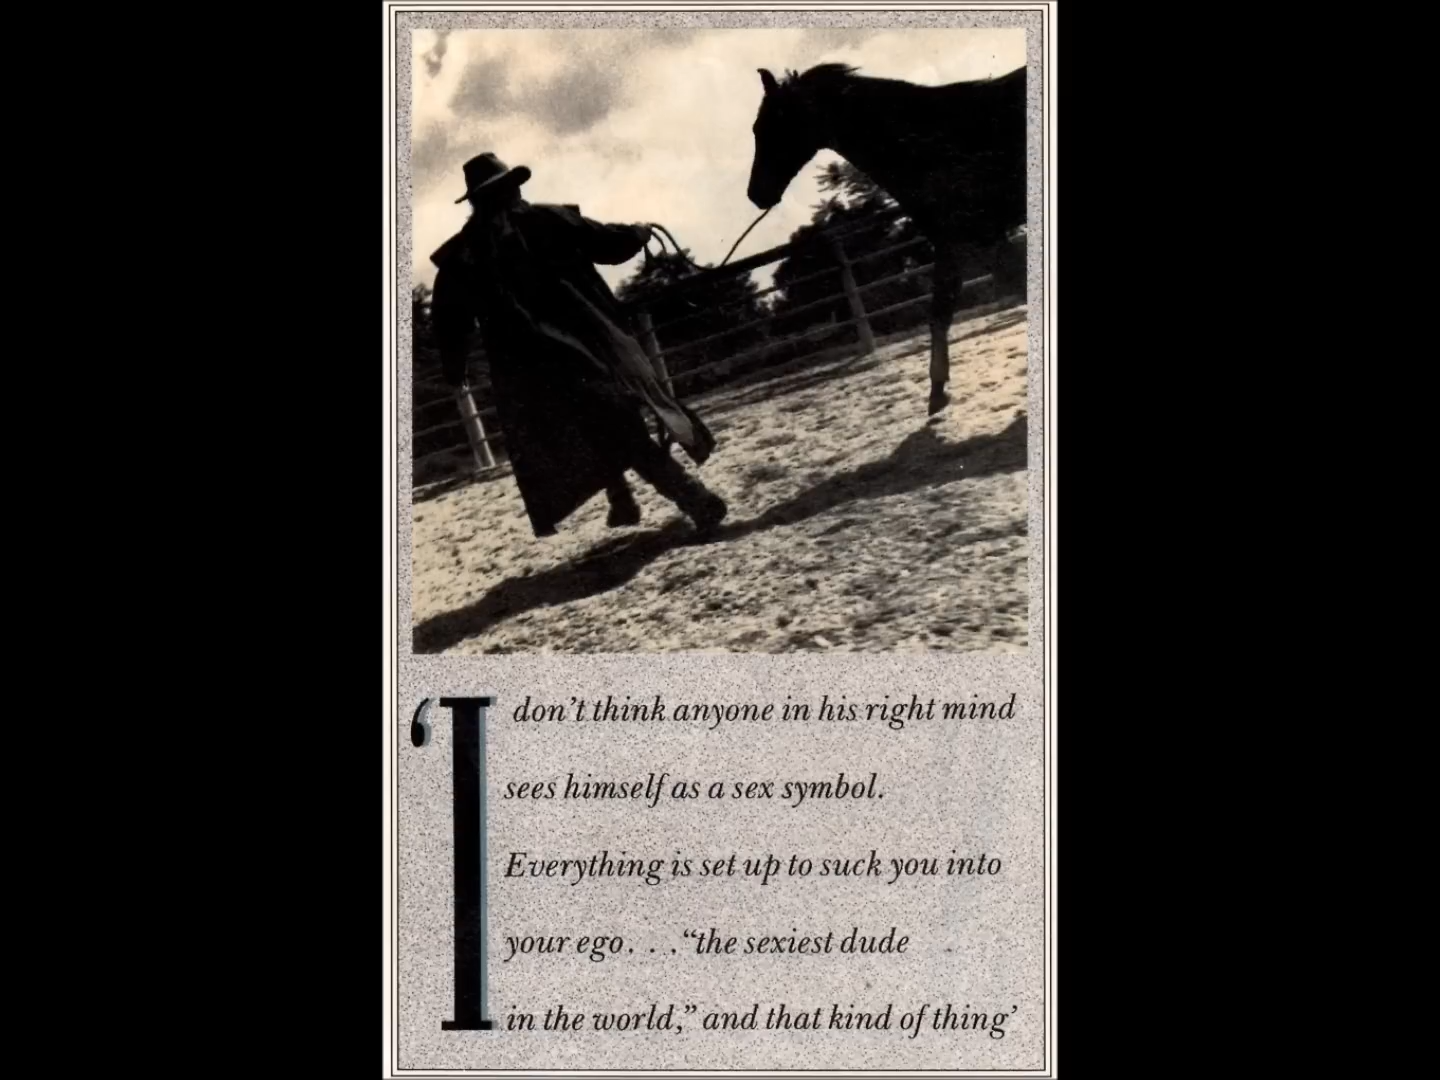 ‘I don’t think anyone in his right mind
sees himself as a sex symbol.
Everything is set up to suck you into
your ego. . .“the sexiest dude
in the world,” and that kind of thing’